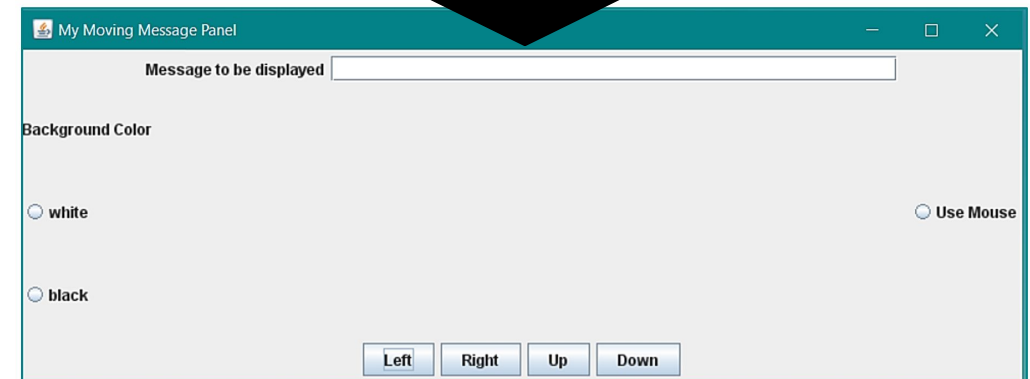 My Moving Message Panel
Message to be displayed
Background Color
white
Use Mouse
black
Left Right Up Down